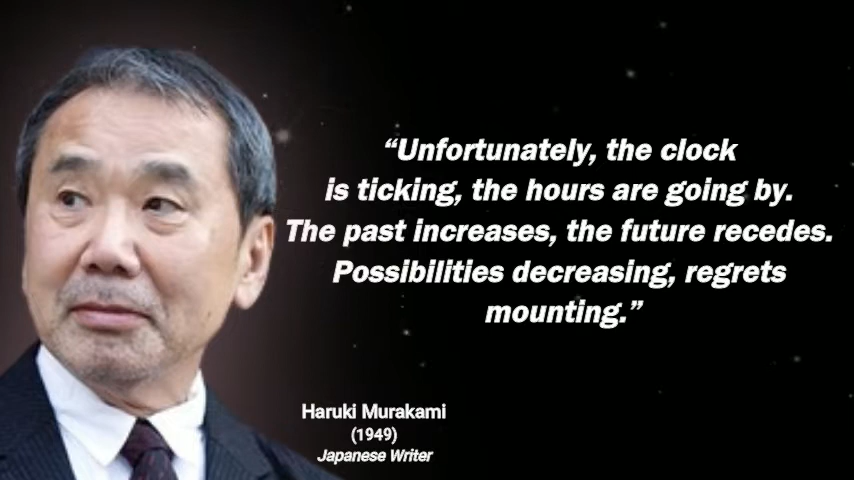 “Unfortunately, the clock
is ticking, the hours are going by.
The past increases, the future recedes.
Possibilities decreasing, regrets
mounting.”
Haruki Murakami
(1949)
Japanese Writer